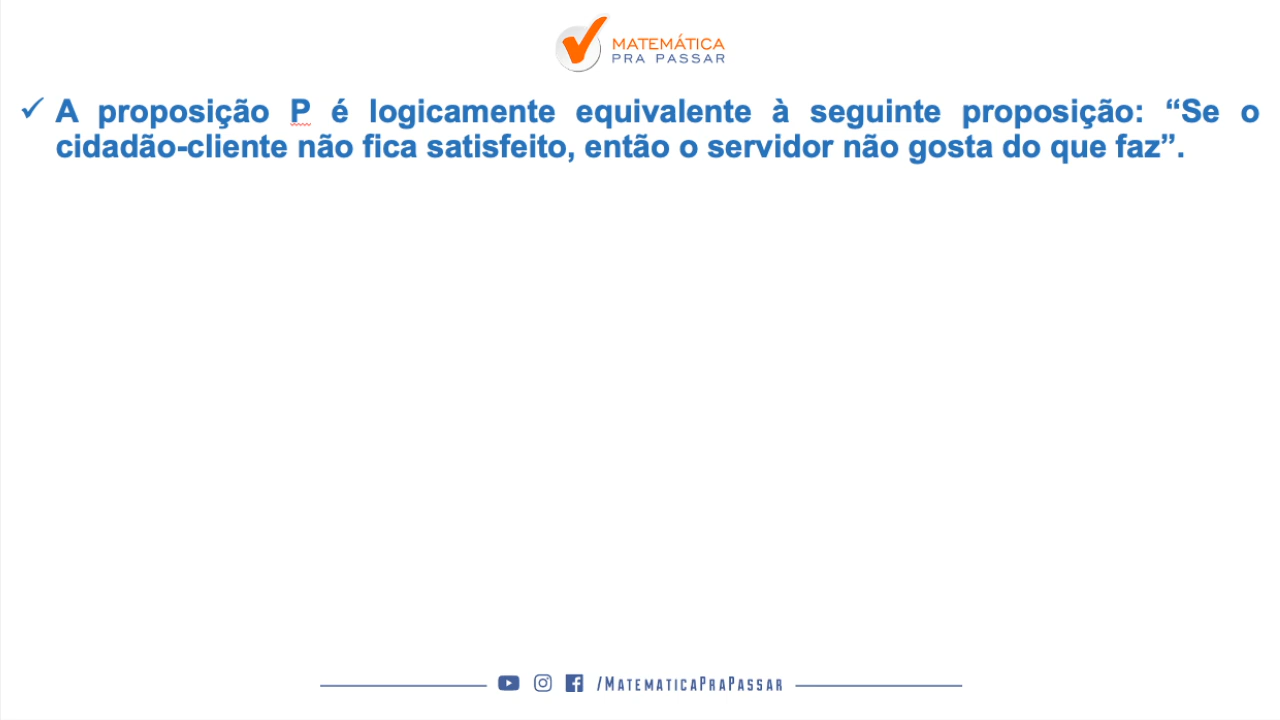 MATEMÁTICA
PRA PASSAR
✓ A proposição P é logicamente equivalente à seguinte proposição: “Se o
cidadão-cliente não fica satisfeito, então o servidor não gosta do que faz”.
/MATEMATICAPRAPASSAR